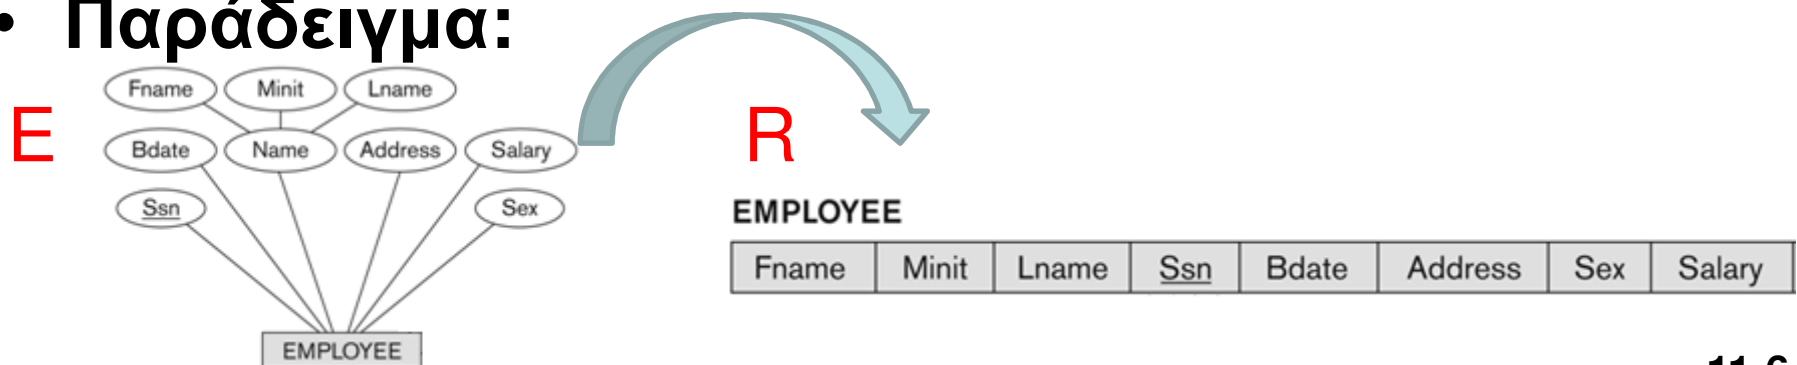 • Παράδειγμα:
Fname Minit Lname
E R
Bdate Name Address Salary
Ssn Sex
EMPLOYEE
Fname Minit Lname Ssn Bdate Address Sex Salary
EMPLOYEE